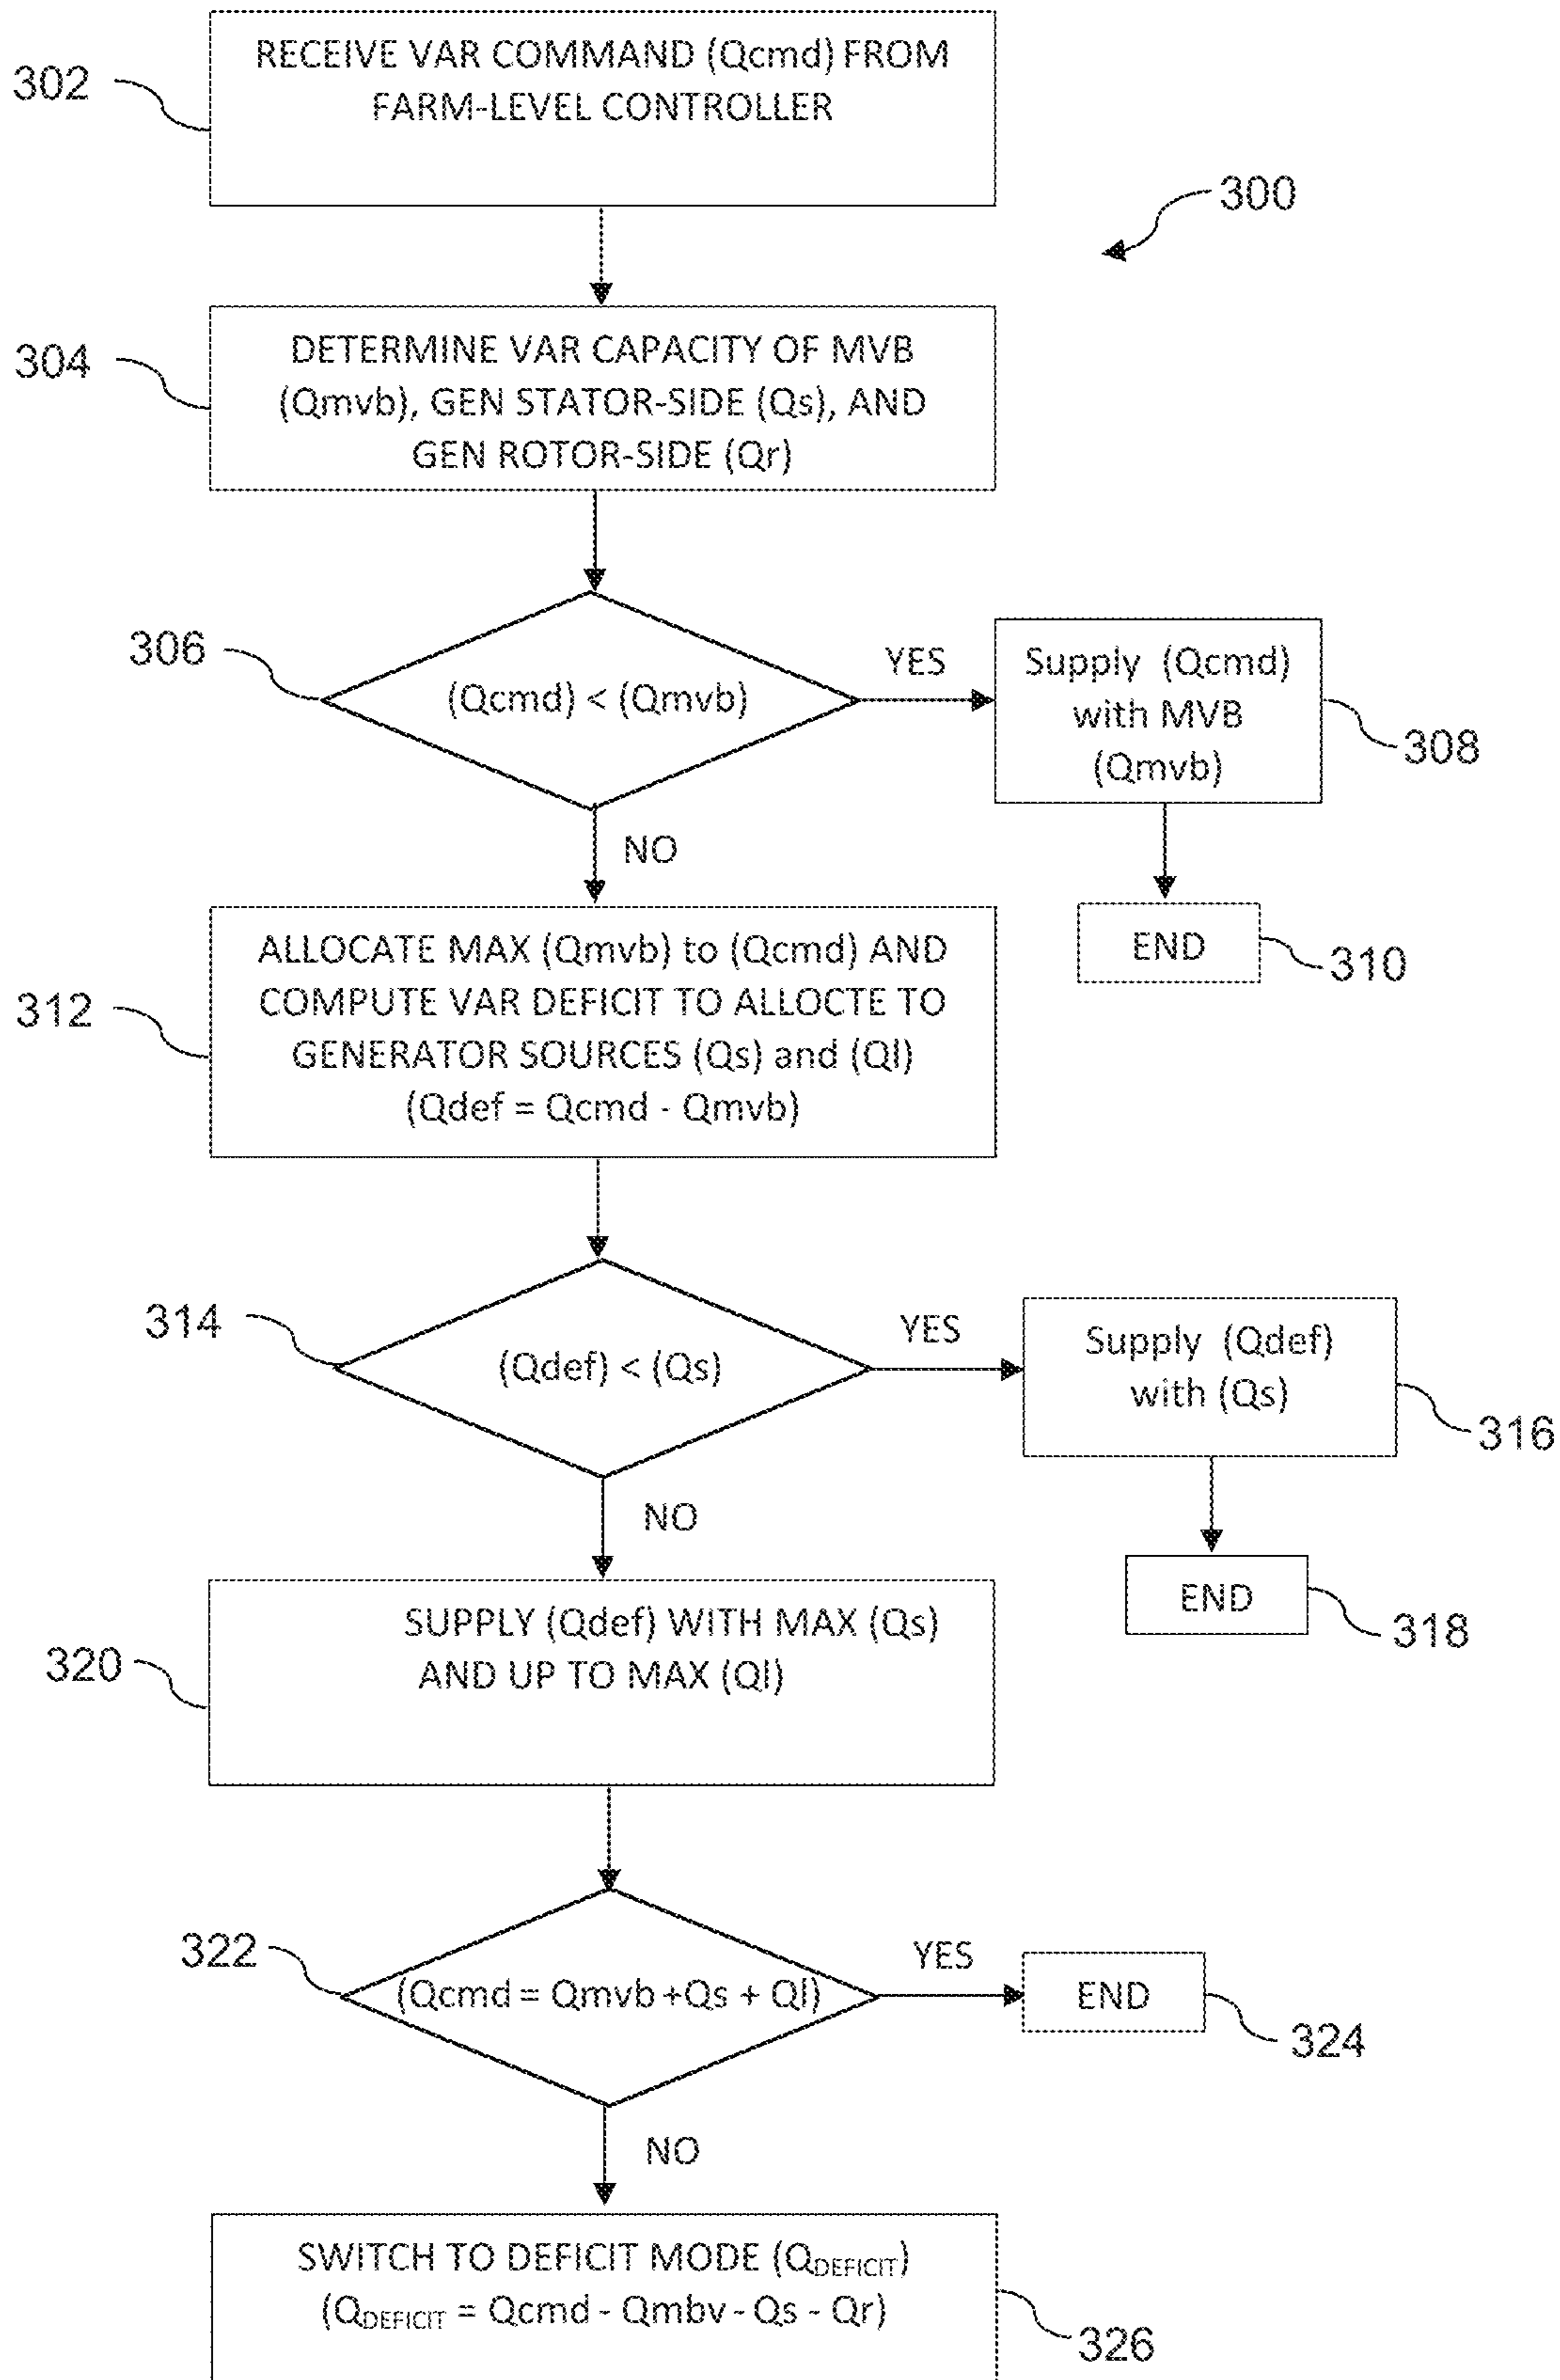 RECEIVE VAR COMMAND (Qcmd) FROM
FARM-LEVEL CONTROLLER
302
300
DETERMINE VAR CAPACITY OF MVB
(Qmvb), GEN STATOR-SIDE (Qs), AND
GEN ROTOR-SIDE (Qr)
304
306
(Qcmd) < (Qmvb)
YES
Supply (Qcmd)
with MVB
(Qmvb)
308
NO
END
310
ALLOCATE MAX (Qmvb) to (Qcmd) AND
COMPUTE VAR DEFICIT TO ALLOCTE TO
GENERATOR SOURCES (Qs) and (Ql)
(Qdef = Qcmd - Qmvb)
312
314
(Qdef) < (Qs)
YES
Supply (Qdef)
with (Qs)
316
NO
END
318
SUPPLY (Qdef) WITH MAX (Qs)
AND UP TO MAX (Ql)
320
322
(Qcmd = Qmvb +Qs + Ql)
YES
END
324
NO
SWITCH TO DEFICIT MODE (QDEFICIT)
(QDEFICIT = Qcmd - Qmbv - Qs - Qr)
326